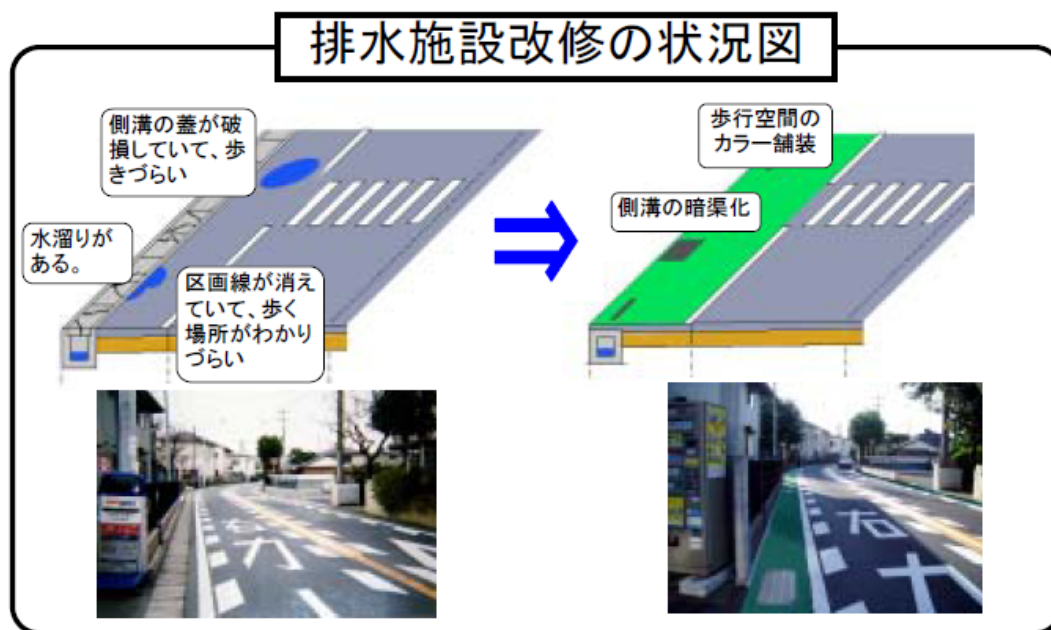 排水施設改修の状況図
側溝の蓋が破
損していて、歩
きづらい
水溜りが
ある。
区画線が消え
ていて、歩く
場所がわかり
づらい
歩行空間の
カラー舗装
側溝の暗渠化